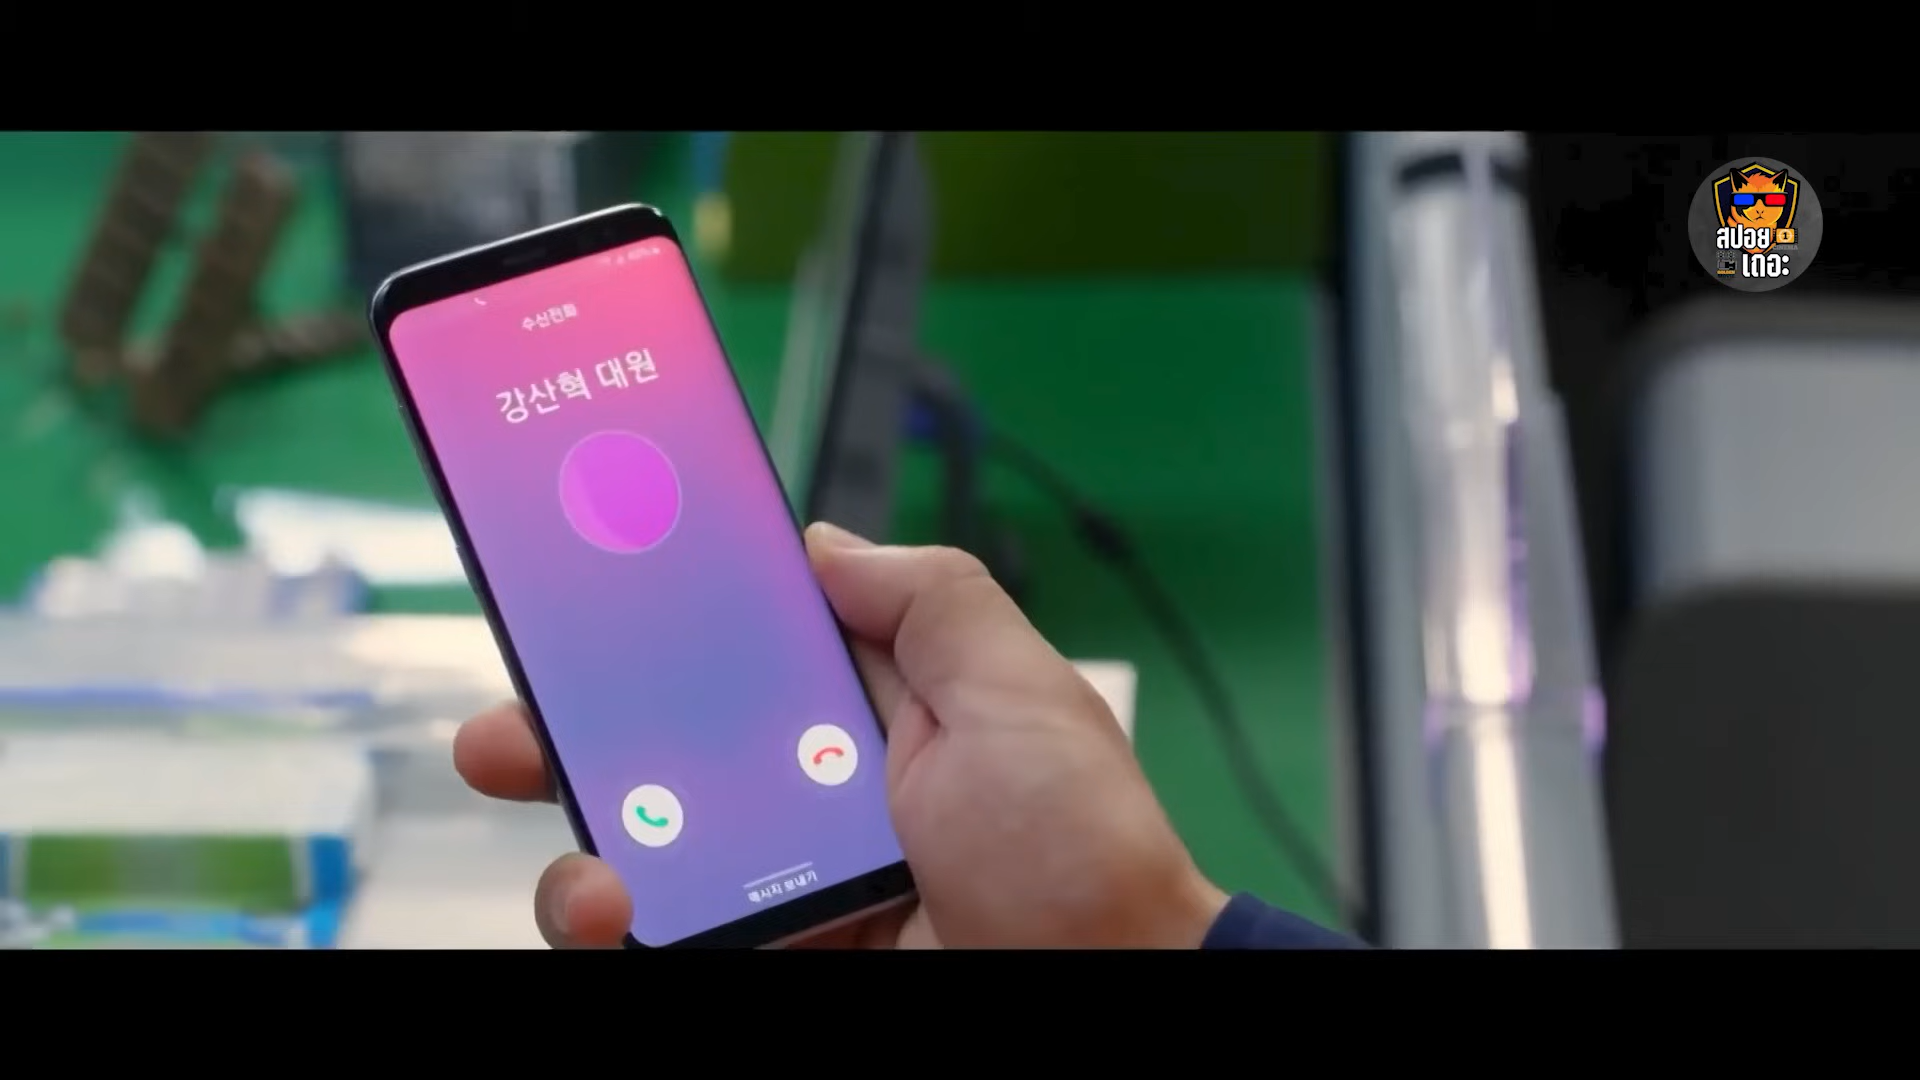 수신전화
강산혁 대원
메시지 보내기
สปอย
เถอะ